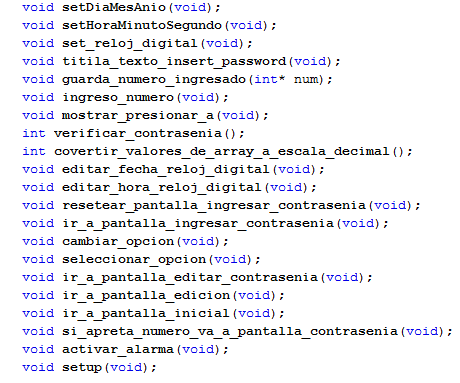 void setDiaMesAnio(void);
void setHoraMinutoSegundo(void);
void set_reloj_digital(void);
void titila_texto_insert_password(void);
void guarda_numero_ingresado(int* num);
void ingreso_numero(void);
void mostrar_presionar_a(void);
int verificar_contrasenia();
int covertir_valores_de_array_a_escala_decimal();
void editar_fecha_reloj_digital(void);
void editar_hora_reloj_digital(void);
void resetear_pantalla_ingresar_contrasenia(void);
void ir_a_pantalla_ingresar_contrasenia(void);
void cambiar_opcion(void);
void seleccionar_opcion(void);
void ir_a_pantalla_editar_contrasenia(void);
void ir_a_pantalla_edicion(void);
void ir_a_pantalla_inicial(void);
void si_apreta_numero_va_a_pantalla_contrasenia(void);
void activar_alarma(void);
void setup(void);